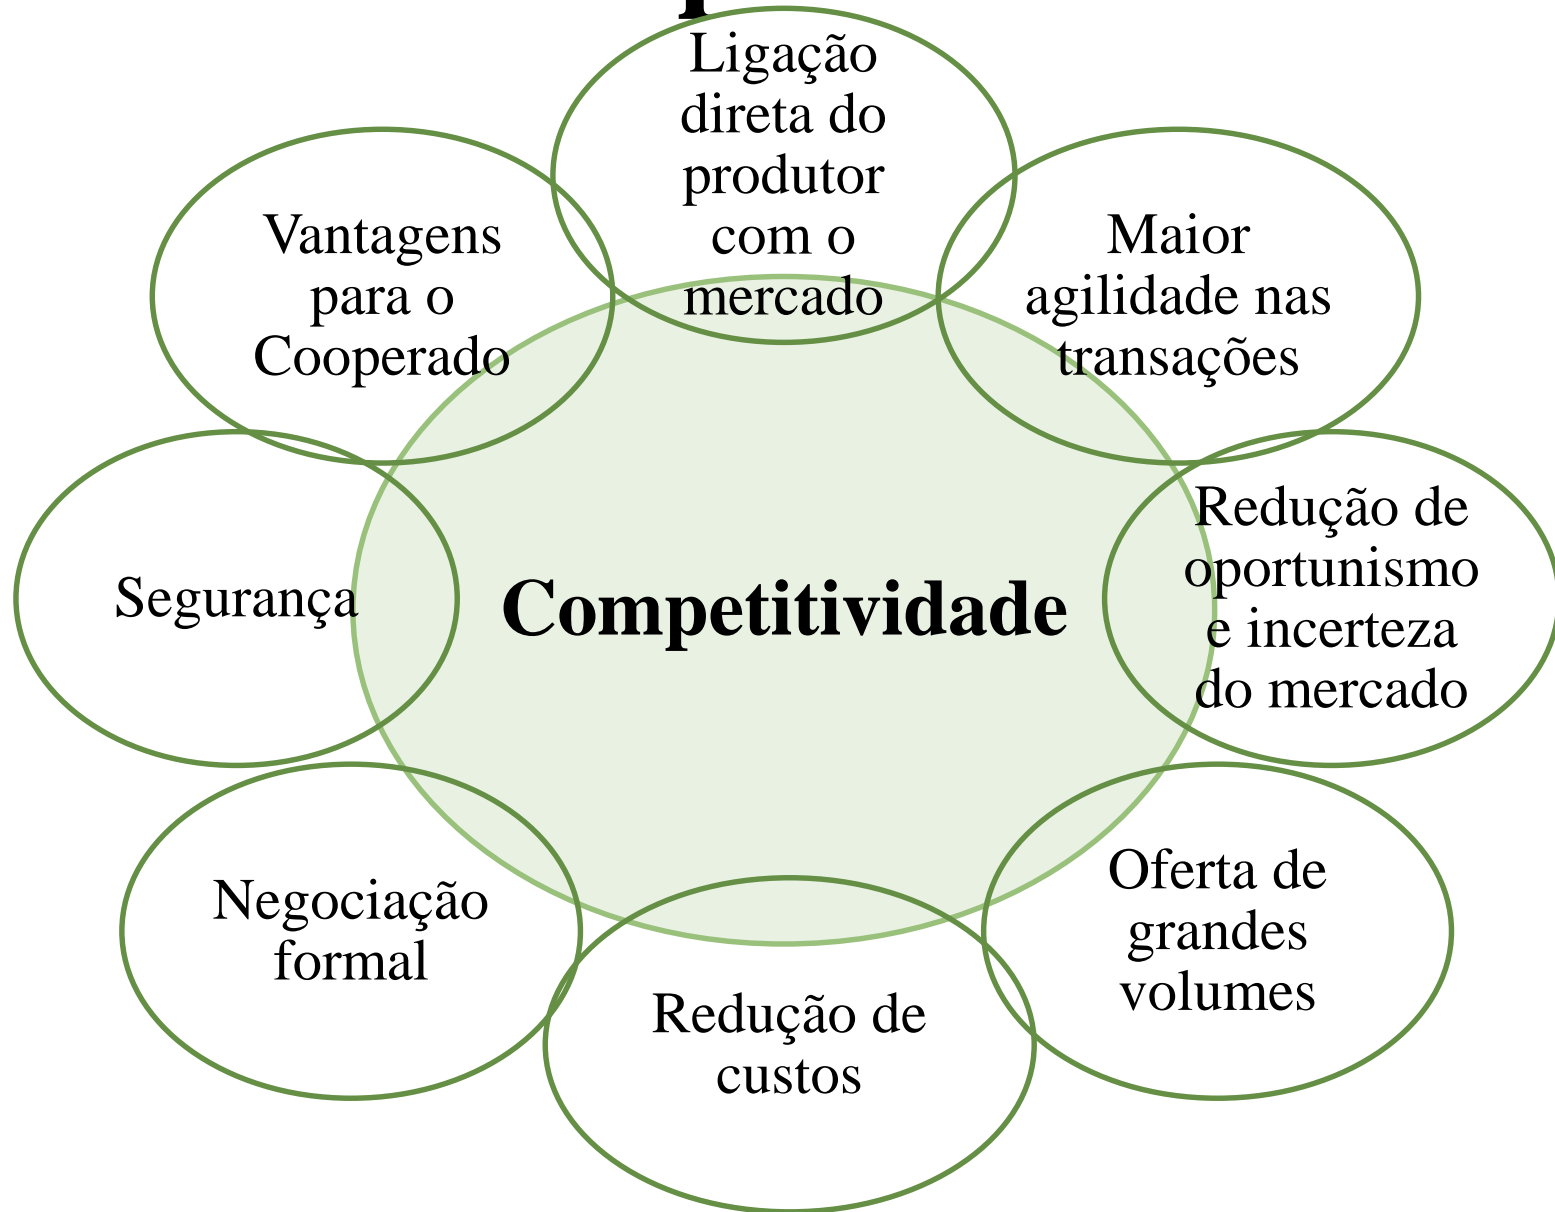 Ligação
direta do
produtor
com o
mercado
Maior
agilidade nas
transações
Redução de
oportunismo
e incerteza
do mercado
Oferta de
grandes
volumes
Redução de
custos
Negociação
formal
Segurança
Vantagens
para o
Cooperado
Competitividade